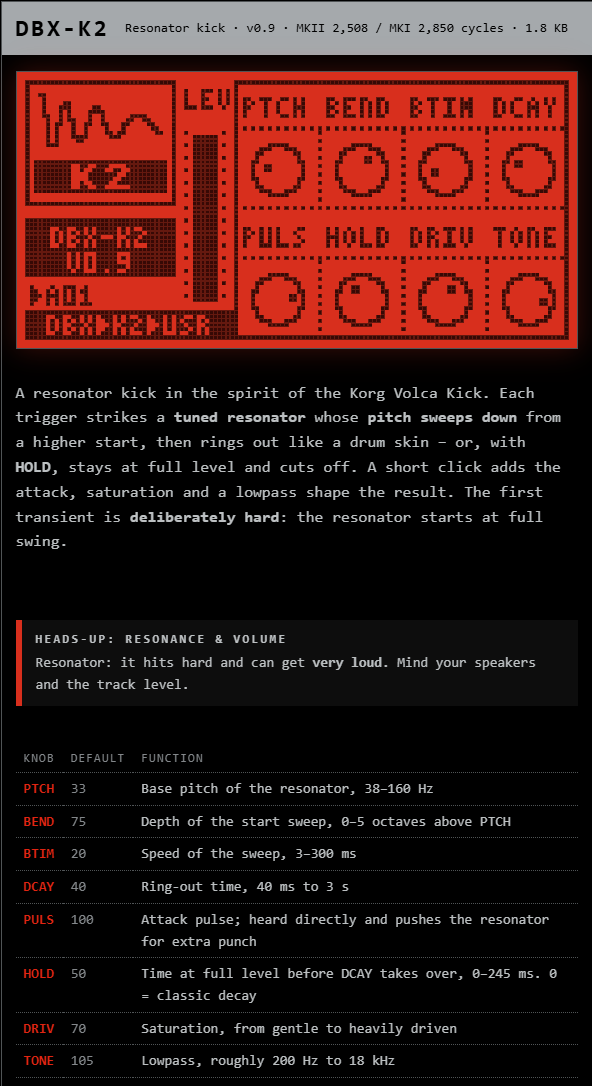 DBX-K2 Resonator kick · v0.9 · MKII 2,508 / MKI 2,850 cycles · 1.8 KB
LEV PTCH BEND BTIM DCAY
K2
DBX-K2
V0.9
PULS HOLD DRIV TONE
▶A01
DBX▶K2▶USR
A resonator kick in the spirit of the Korg Volca Kick. Each
trigger strikes a tuned resonator whose pitch sweeps down from
a higher start, then rings out like a drum skin – or, with
HOLD, stays at full level and cuts off. A short click adds the
attack, saturation and a lowpass shape the result. The first
transient is deliberately hard: the resonator starts at full
swing.
HEADS-UP: RESONANCE & VOLUME
Resonator: it hits hard and can get very loud. Mind your speakers
and the track level.
KNOB DEFAULT FUNCTION
PTCH 33 Base pitch of the resonator, 38–160 Hz
BEND 75 Depth of the start sweep, 0–5 octaves above PTCH
BTIM 20 Speed of the sweep, 3–300 ms
DCAY 40 Ring-out time, 40 ms to 3 s
PULS 100 Attack pulse; heard directly and pushes the resonator
for extra punch
HOLD 50 Time at full level before DCAY takes over, 0–245 ms. 0
= classic decay
DRIV 70 Saturation, from gentle to heavily driven
TONE 105 Lowpass, roughly 200 Hz to 18 kHz